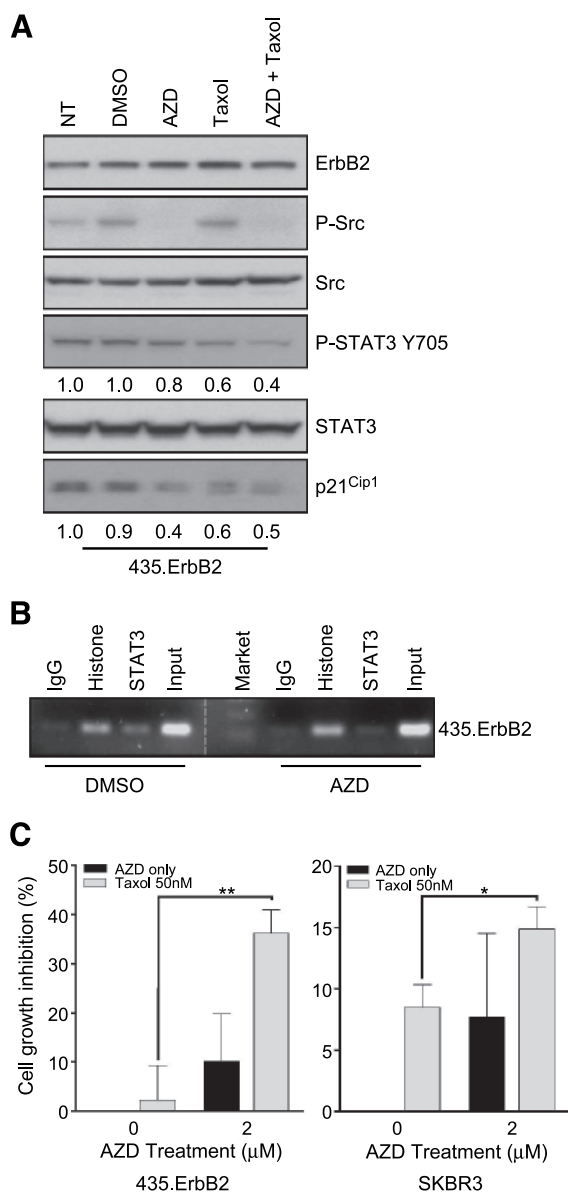 A
NT DMSO AZD Taxol AZD + Taxol
ErbB2
P-Src
Src
P-STAT3 Y705
1.0 1.0 0.8 0.6 0.4
STAT3
p21Cip1
1.0 0.9 0.4 0.6 0.5
435.ErbB2
B
IgG Histone STAT3 Input Market IgG Histone STAT3 Input
435.ErbB2
DMSO AZD
C
Cell growth inhibition (%)
50
40
30
20
10
0
AZD only
Taxol 50nM
**
0 2
AZD Treatment (μM)
435.ErbB2
20
15
10
5
0
AZD only
Taxol 50nM
*
0 2
AZD Treatment (μM)
SKBR3